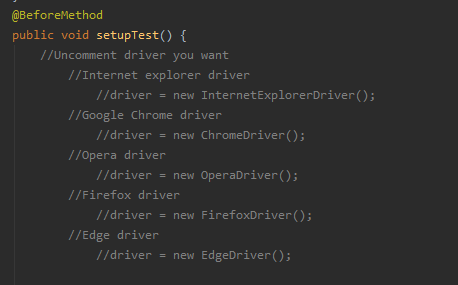 @BeforeMethod
public void setupTest() {
//Uncomment driver you want
//Internet explorer driver
//driver = new InternetExplorerDriver();
//Google Chrome driver
//driver = new ChromeDriver();
//Opera driver
//driver = new OperaDriver();
//Firefox driver
//driver = new FirefoxDriver();
//Edge driver
//driver = new EdgeDriver();